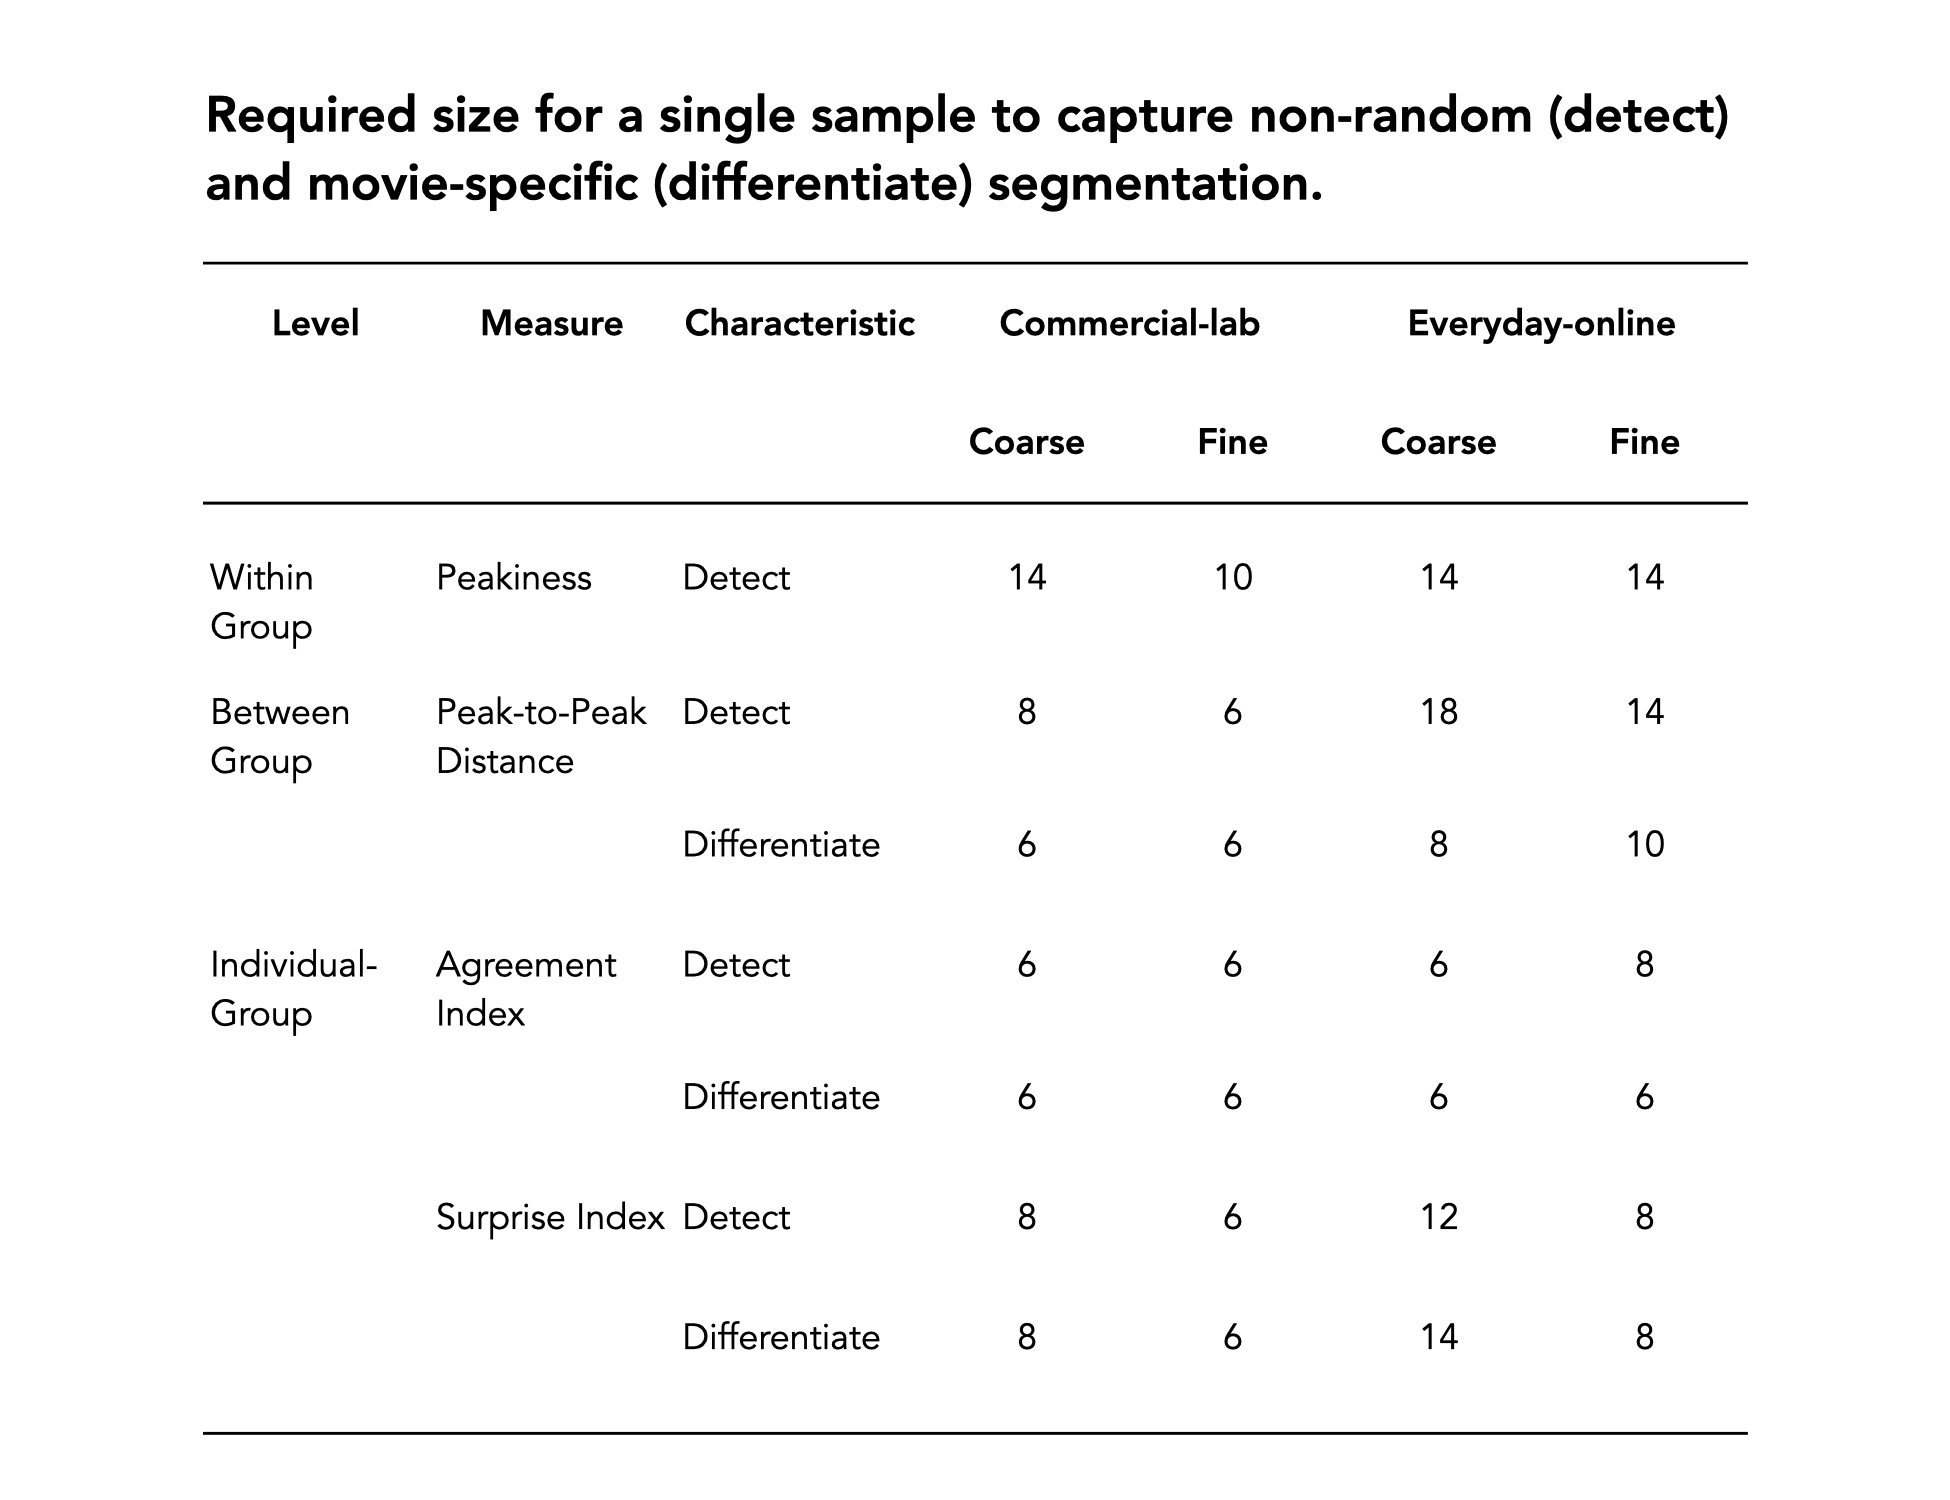 Required size for a single sample to capture non-random (detect)
and movie-specific (differentiate) segmentation.
Level Measure Characteristic Commercial-lab Everyday-online
Coarse Fine Coarse Fine
Within Peakiness Detect 14 10 14 14
Group
Between Peak-to-Peak Detect 8 6 18 14
Group Distance
Differentiate 6 6 8 10
Individual- Agreement Detect 6 6 6 8
Group Index
Differentiate 6 6 6 6
Surprise Index Detect 8 6 12 8
Differentiate 8 6 14 8